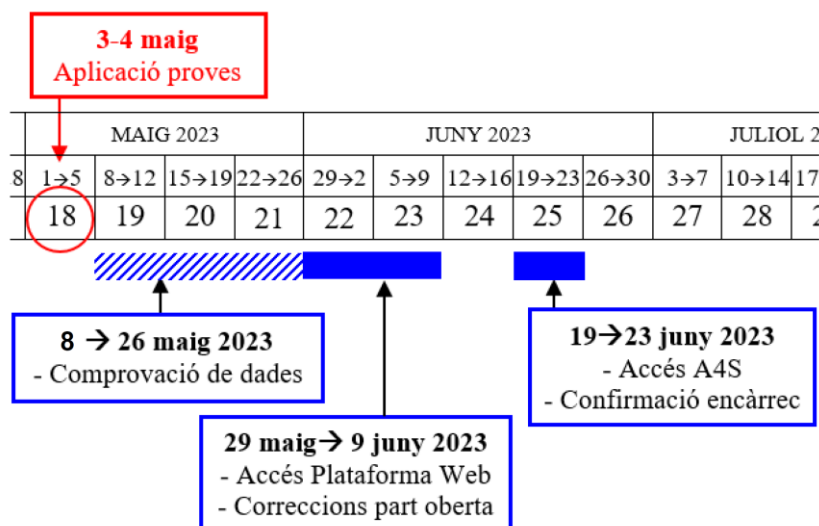 3-4 maig
Aplicació proves
MAIG 2023 JUNY 2023 JULIOL 2
8 1→5 8→12 15→19 22→26 29→2 5→9 12→16 19→23 26→30 3→7 10→14 17
18 19 20 21 22 23 24 25 26 27 28 2
8 → 26 maig 2023
- Comprovació de dades
19→23 juny 2023
- Accés A4S
- Confirmació encàrrec
29 maig→ 9 juny 2023
- Accés Plataforma Web
- Correccions part oberta